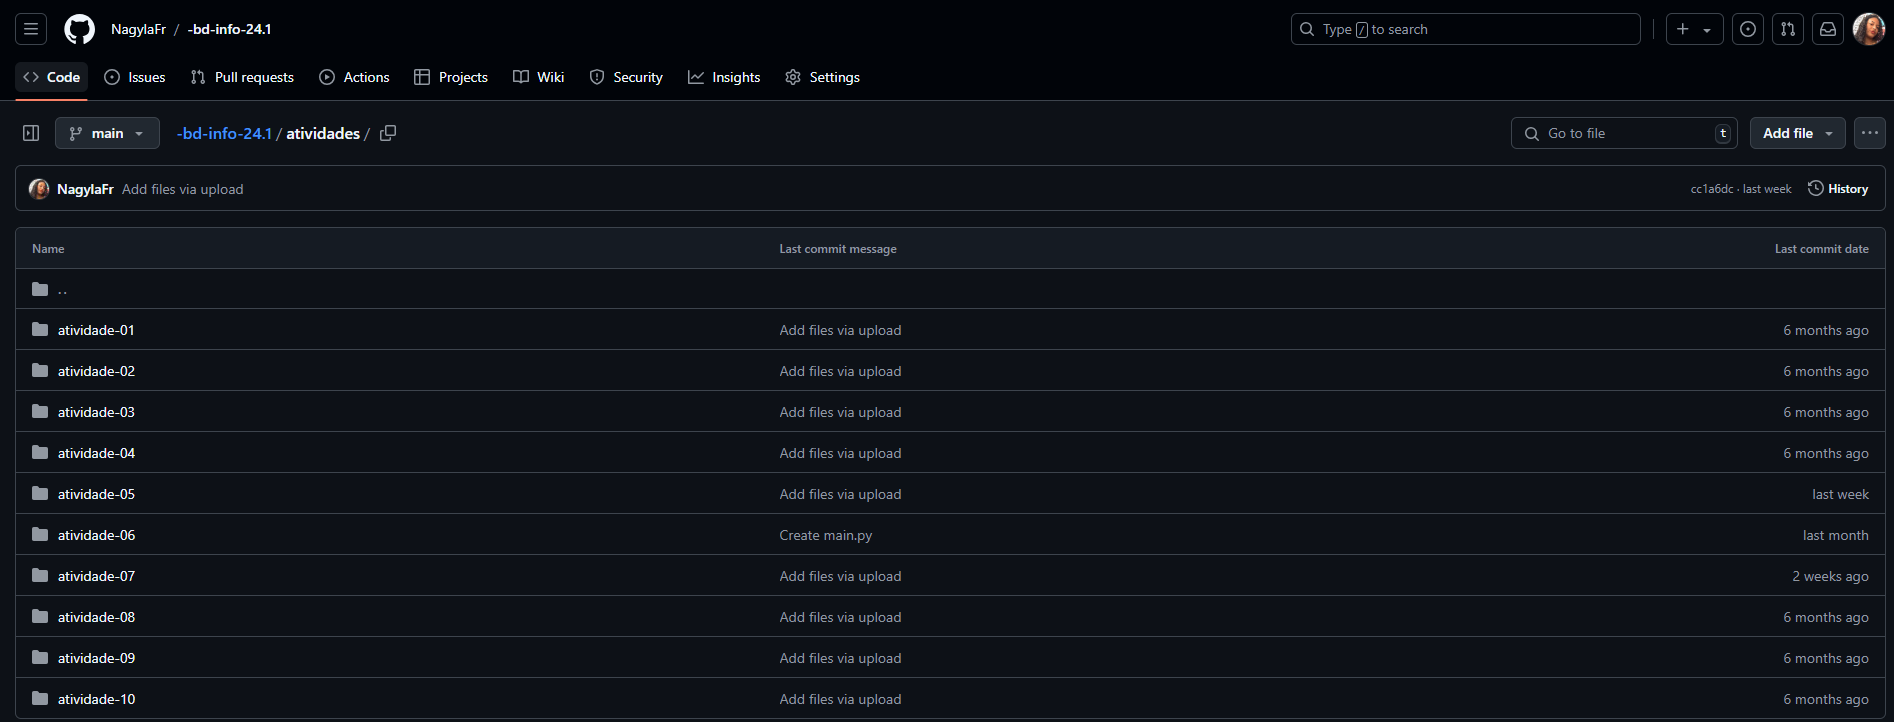 NagylaFr / -bd-info-24.1 Type / to search
Code Issues Pull requests Actions Projects Wiki Security Insights Settings
main -bd-info-24.1 / atividades / Go to file t Add file
NagylaFr Add files via upload cc1a6dc · last week History
Name Last commit message Last commit date
..
atividade-01 Add files via upload 6 months ago
atividade-02 Add files via upload 6 months ago
atividade-03 Add files via upload 6 months ago
atividade-04 Add files via upload 6 months ago
atividade-05 Add files via upload last week
atividade-06 Create main.py last month
atividade-07 Add files via upload 2 weeks ago
atividade-08 Add files via upload 6 months ago
atividade-09 Add files via upload 6 months ago
atividade-10 Add files via upload 6 months ago